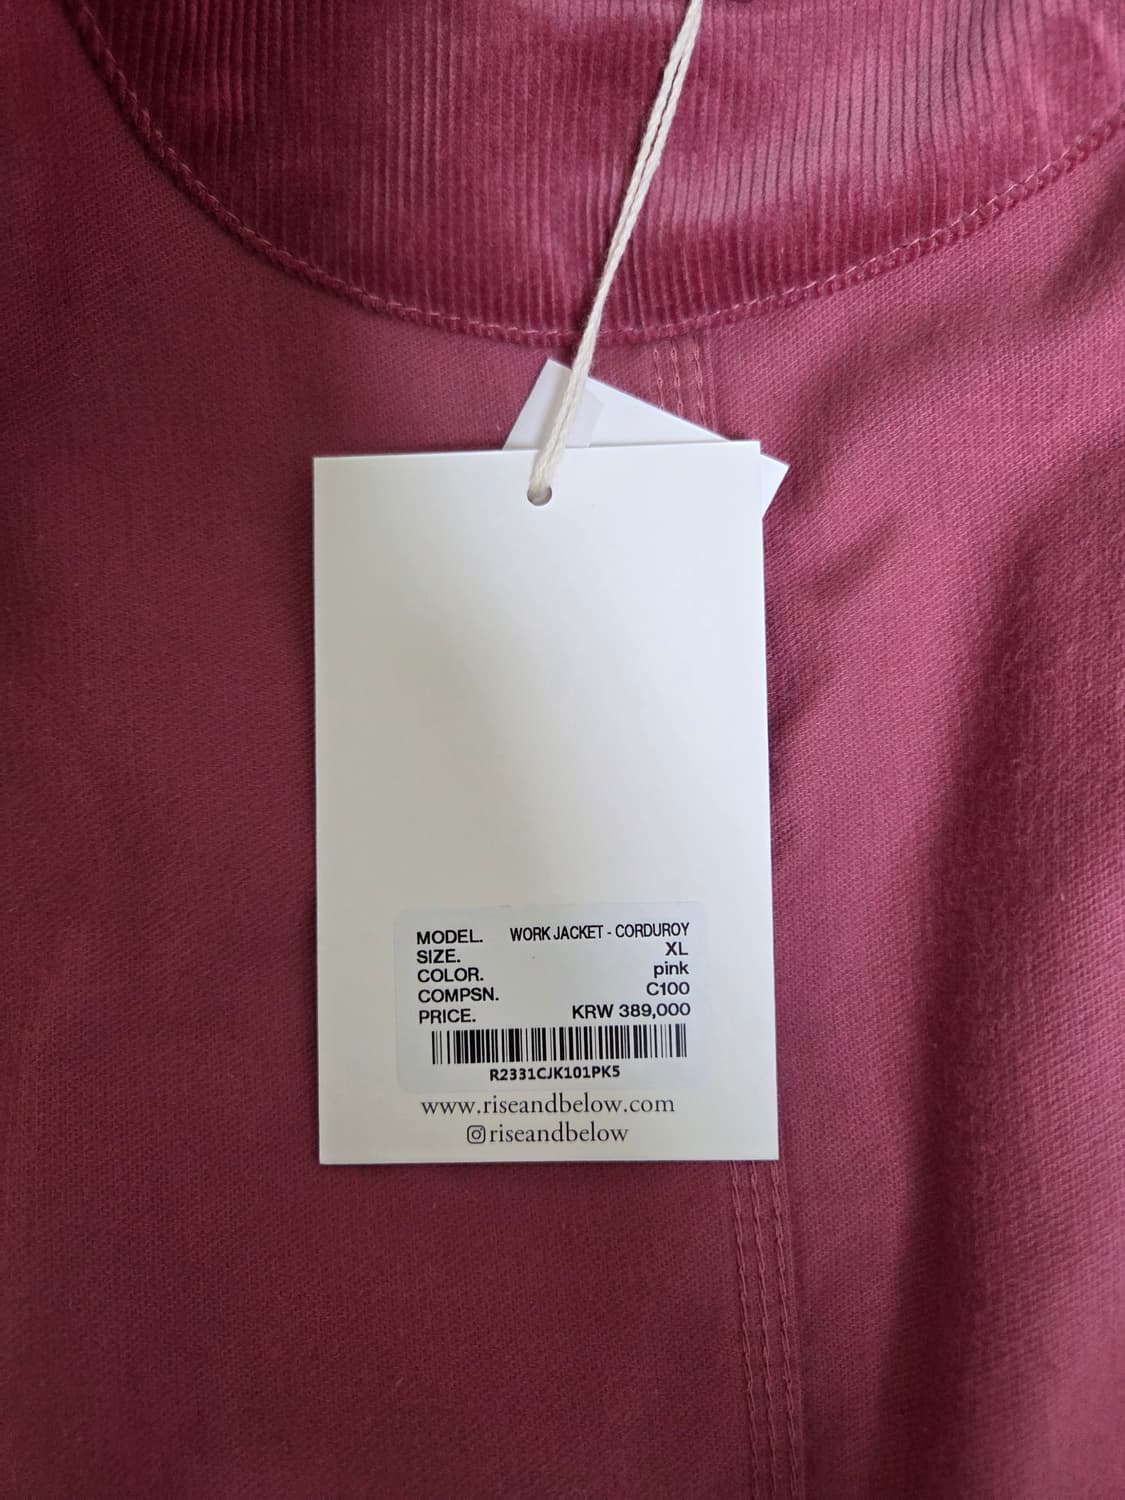 MODEL. WORK JACKET - CORDUROY
SIZE. XL
COLOR. pink
COMPSN. C100
PRICE. KRW 389,000
R2331CJK101PK5
www.riseandbelow.com
riseandbelow